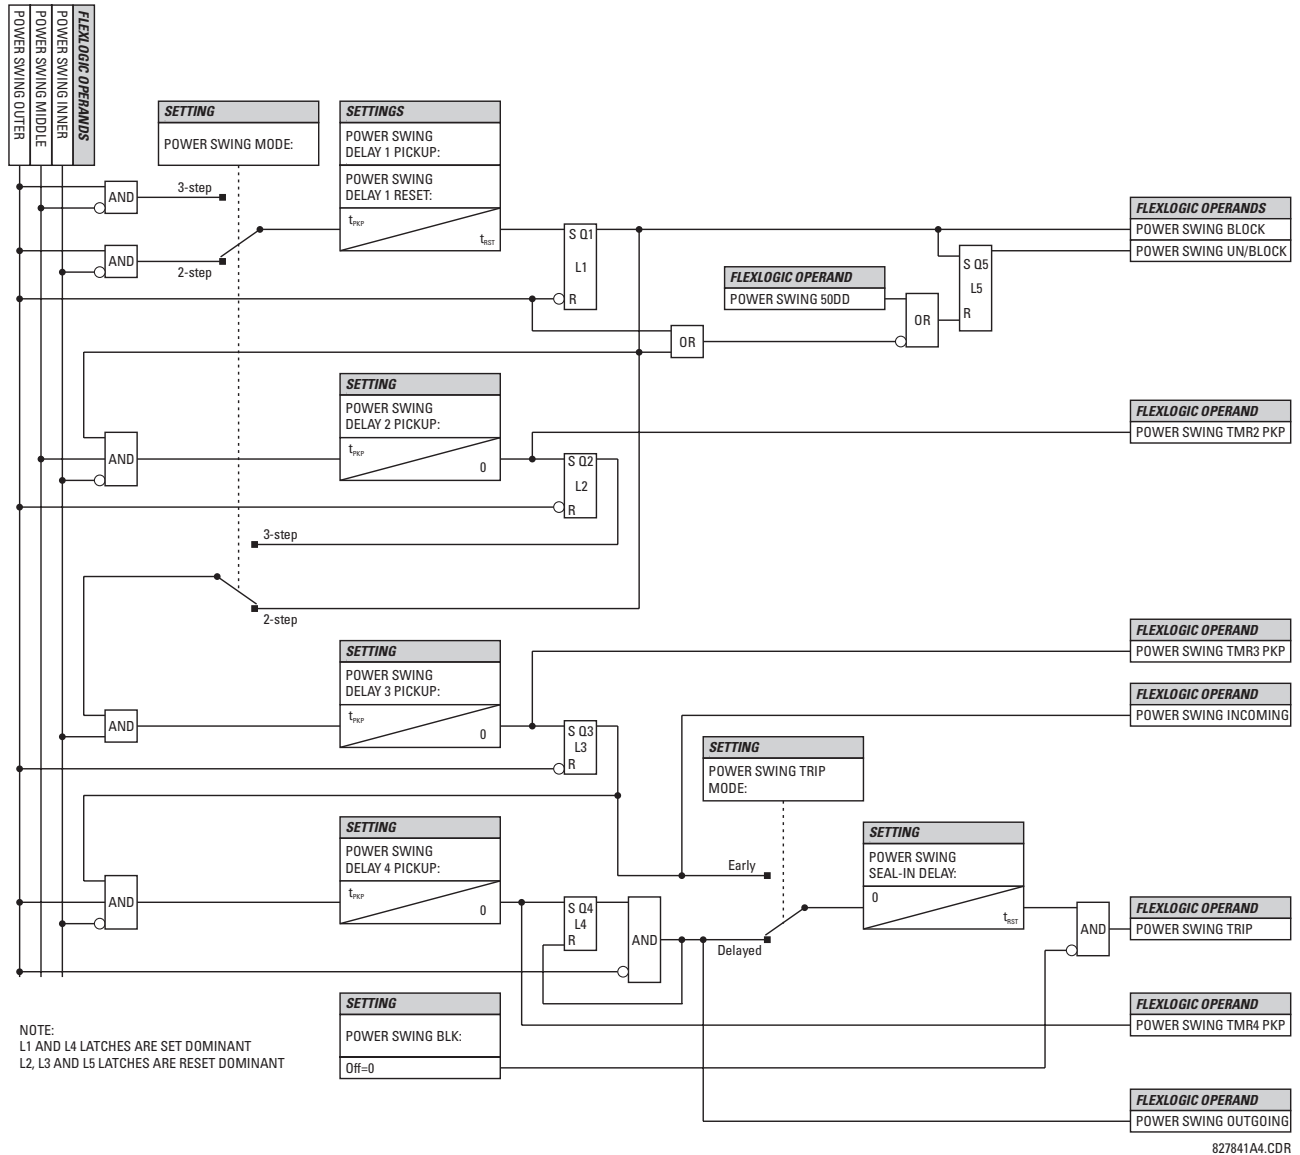 FLEXLOGIC OPERANDS
POWER SWING INNER
POWER SWING MIDDLE
POWER SWING OUTER
SETTING
POWER SWING MODE:
SETTINGS
POWER SWING
DELAY 1 PICKUP:
POWER SWING
DELAY 1 RESET:
tPKP
tRST
AND
3-step
AND
2-step
S Q1
L1
R
FLEXLOGIC OPERANDS
POWER SWING BLOCK
POWER SWING UN/BLOCK
FLEXLOGIC OPERAND
POWER SWING 50DD
S Q5
L5
R
OR
OR
SETTING
POWER SWING
DELAY 2 PICKUP:
tPKP
0
AND
S Q2
L2
R
FLEXLOGIC OPERAND
POWER SWING TMR2 PKP
3-step
2-step
SETTING
POWER SWING
DELAY 3 PICKUP:
tPKP
0
AND
S Q3
L3
R
FLEXLOGIC OPERAND
POWER SWING TMR3 PKP
FLEXLOGIC OPERAND
POWER SWING INCOMING
SETTING
POWER SWING TRIP
MODE:
SETTING
POWER SWING
DELAY 4 PICKUP:
tPKP
0
AND
S Q4
L4
R
AND
Early
Delayed
SETTING
POWER SWING
SEAL-IN DELAY:
0
tRST
AND
FLEXLOGIC OPERAND
POWER SWING TRIP
SETTING
POWER SWING BLK:
Off=0
FLEXLOGIC OPERAND
POWER SWING TMR4 PKP
NOTE:
L1 AND L4 LATCHES ARE SET DOMINANT
L2, L3 AND L5 LATCHES ARE RESET DOMINANT
FLEXLOGIC OPERAND
POWER SWING OUTGOING
827841A4.CDR